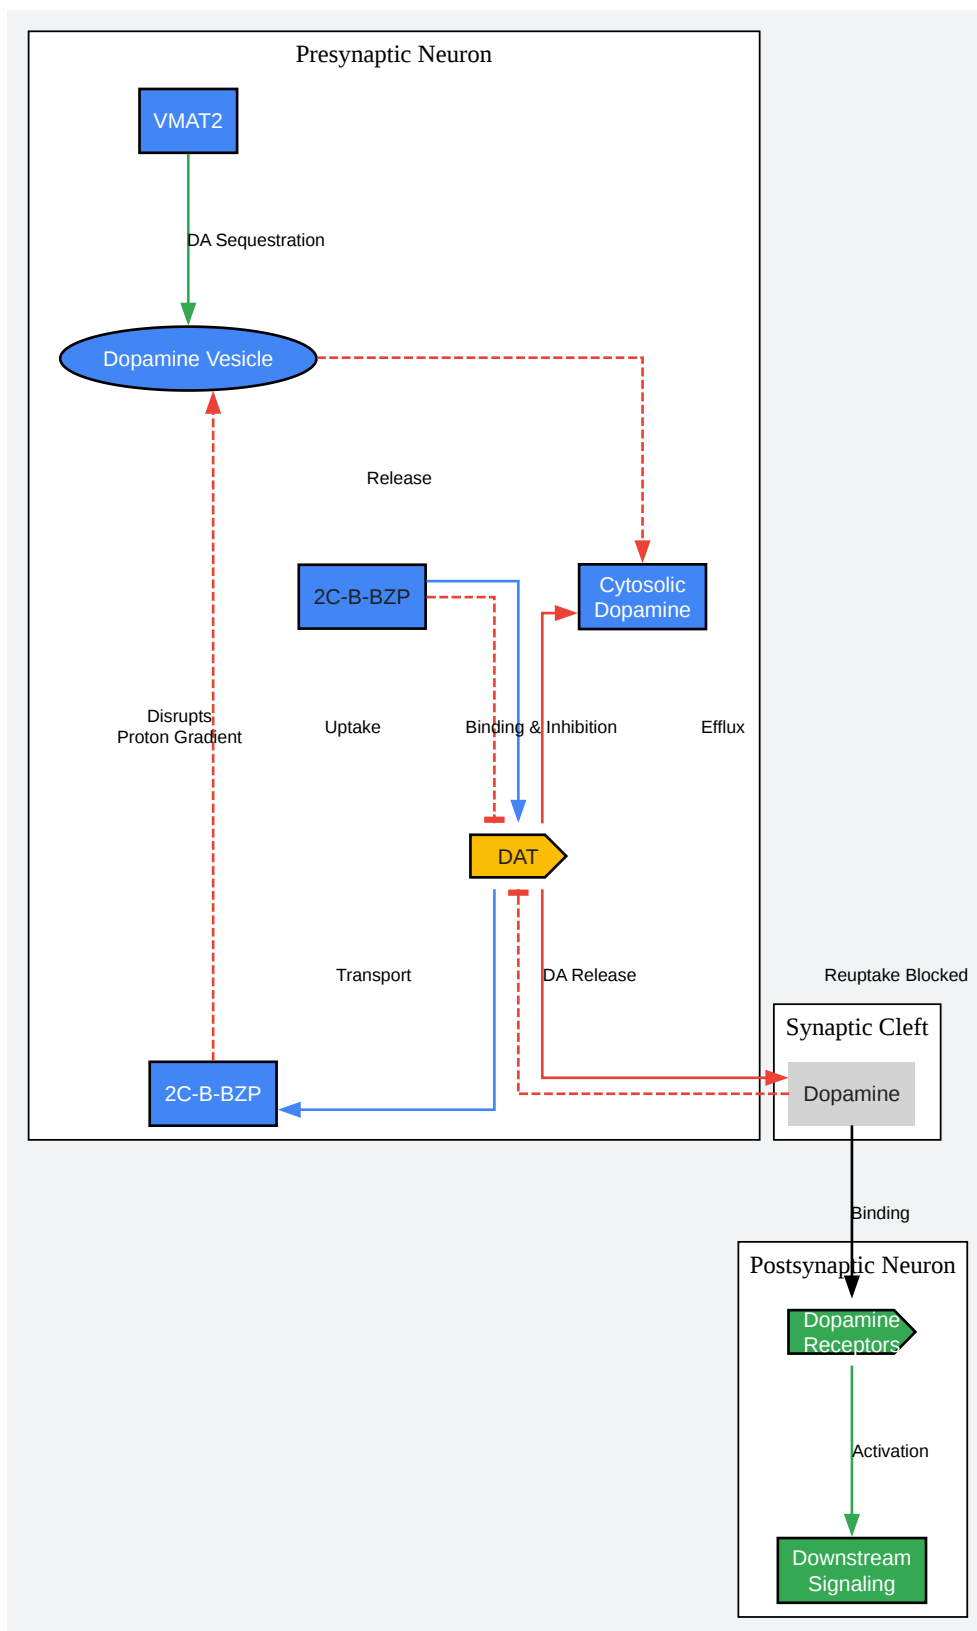 Presynaptic Neuron
VMAT2
DA Sequestration
Dopamine Vesicle
Release
2C-B-BZP
Cytosolic
Dopamine
Disrupts
Proton Gradient
Uptake
Binding & Inhibition
Efflux
DAT
Transport
DA Release
Reuptake Blocked
Synaptic Cleft
2C-B-BZP
Dopamine
Binding
Postsynaptic Neuron
Dopamine
Receptors
Activation
Downstream
Signaling